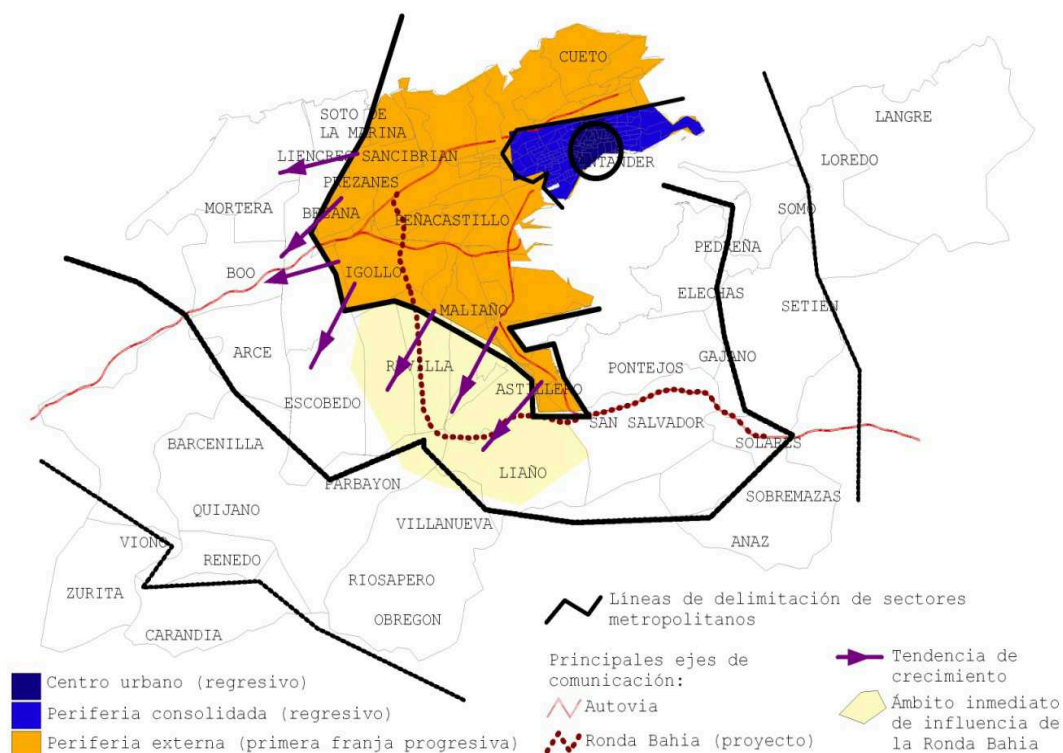 CUETO
LANGRE
SOTO DE
LA MARINA
SANTANDER
LOREDO
LIENCRES
SANCIBRIAN
PREZANES
MORTERA
BEZANA
PEÑACASTILLO
SOMO
PEDREÑA
BOO
IGOLLO
ELECHAS
SETIEN
MALIAÑO
ARCE
REVILLA
PONTEJOS
GAJANO
ESCOBEDO
ASTILLERO
SAN SALVADOR
BARCENILLA
SOLARES
LIAÑO
PARBAYON
SOBREMAZAS
QUIJANO
VILLANUEVA
VIOÑO
ANAZ
RENEDO
ZURITA
RIOSAPERO
OBREGON
CARANDIA
Líneas de delimitación de sectores
metropolitanos
Principales ejes de
comunicación:
Autovia
Ronda Bahia (proyecto)
Tendencia de
crecimiento
Ámbito inmediato
de influencia de
la Ronda Bahia
Centro urbano (regresivo)
Periferia consolidada (regresivo)
Periferia externa (primera franja progresiva)